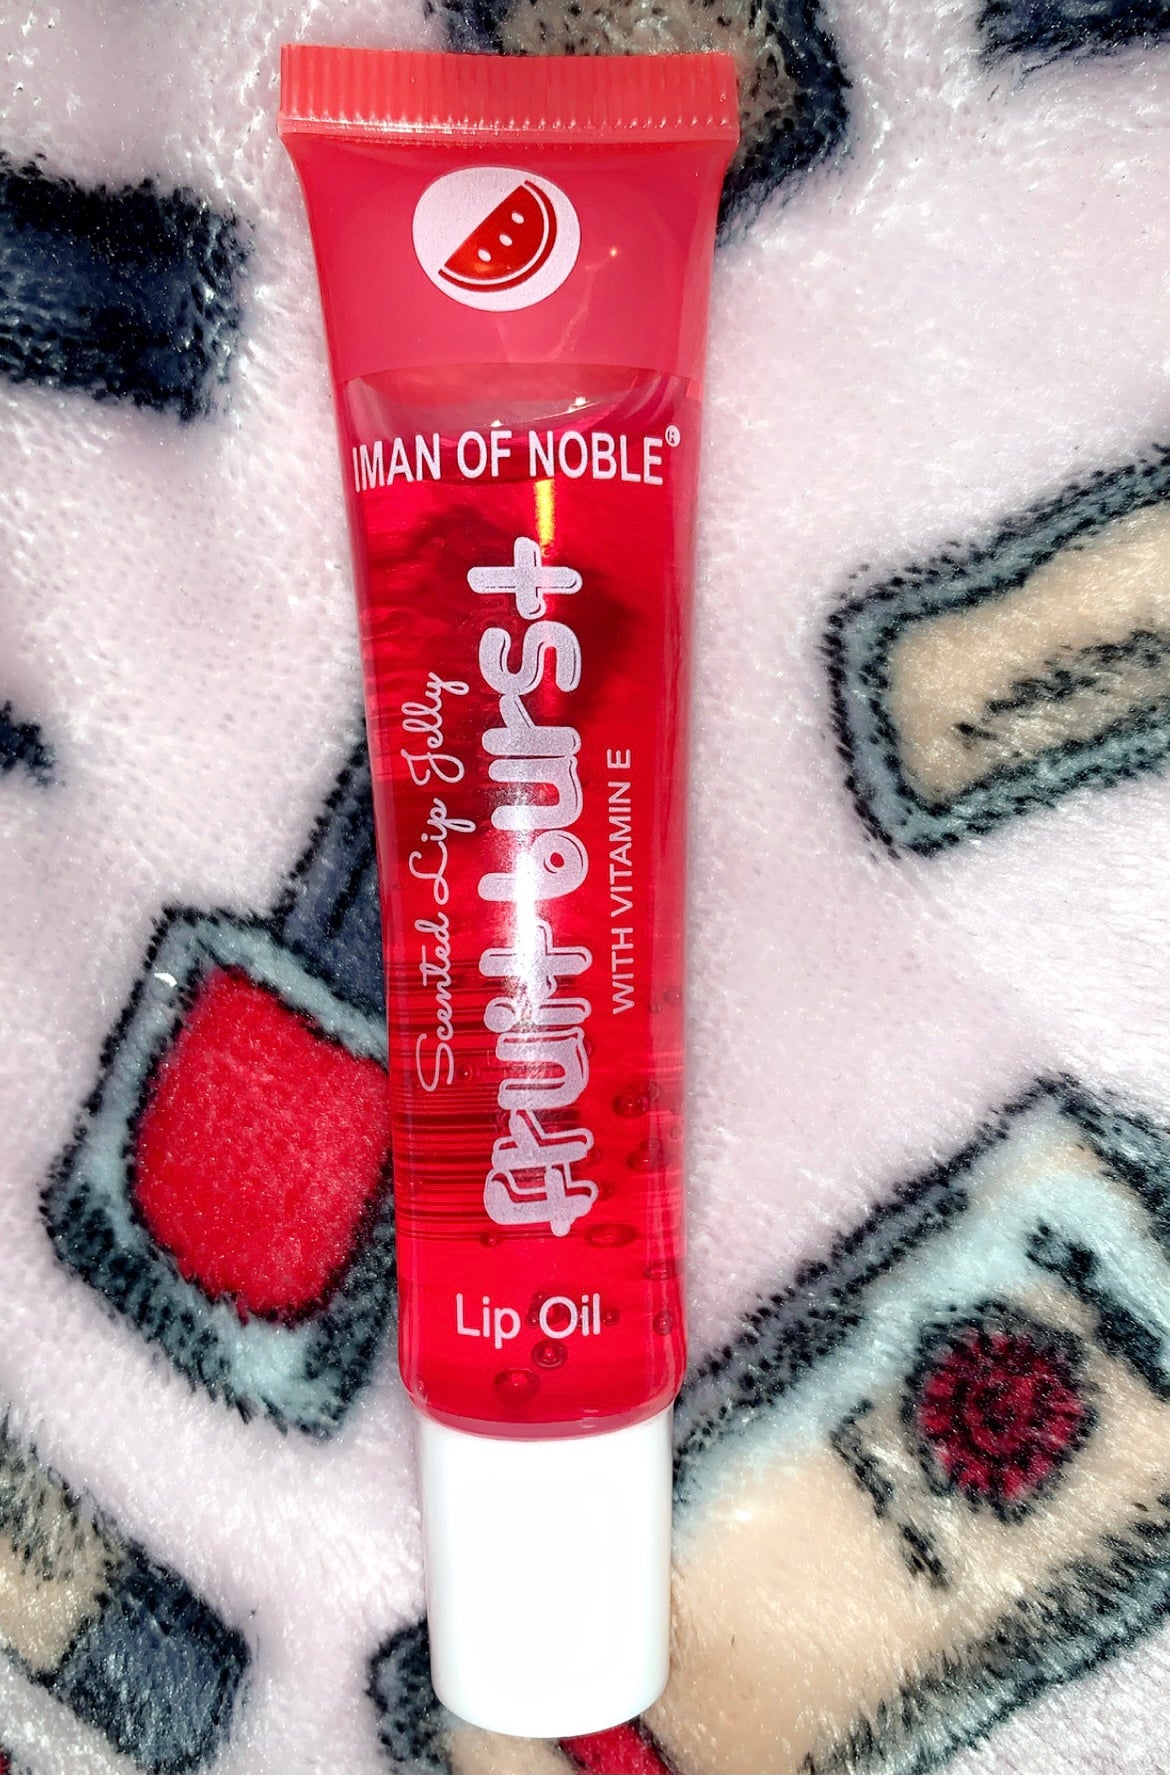 IMAN OF NOBLE®
Scented Lip Jelly
fruit burst
WITH VITAMIN E
Lip Oil